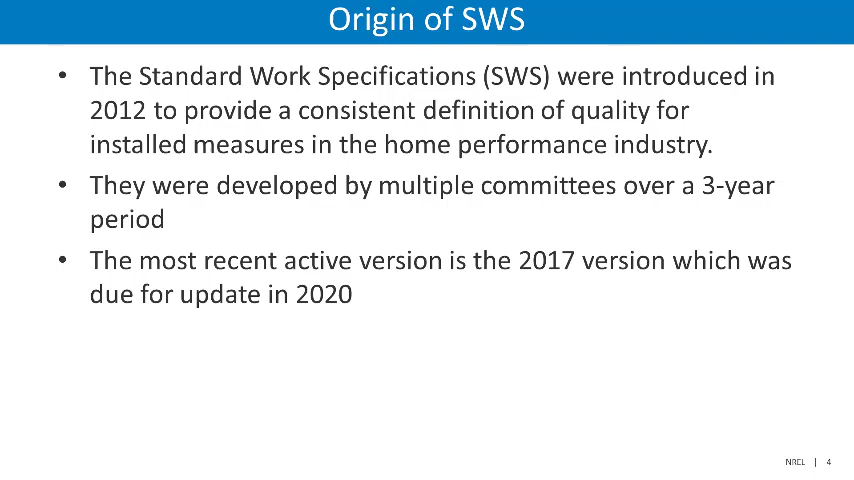 Origin of SWS
• The Standard Work Specifications (SWS) were introduced in
2012 to provide a consistent definition of quality for
installed measures in the home performance industry.
• They were developed by multiple committees over a 3-year
period
• The most recent active version is the 2017 version which was
due for update in 2020
NREL | 4